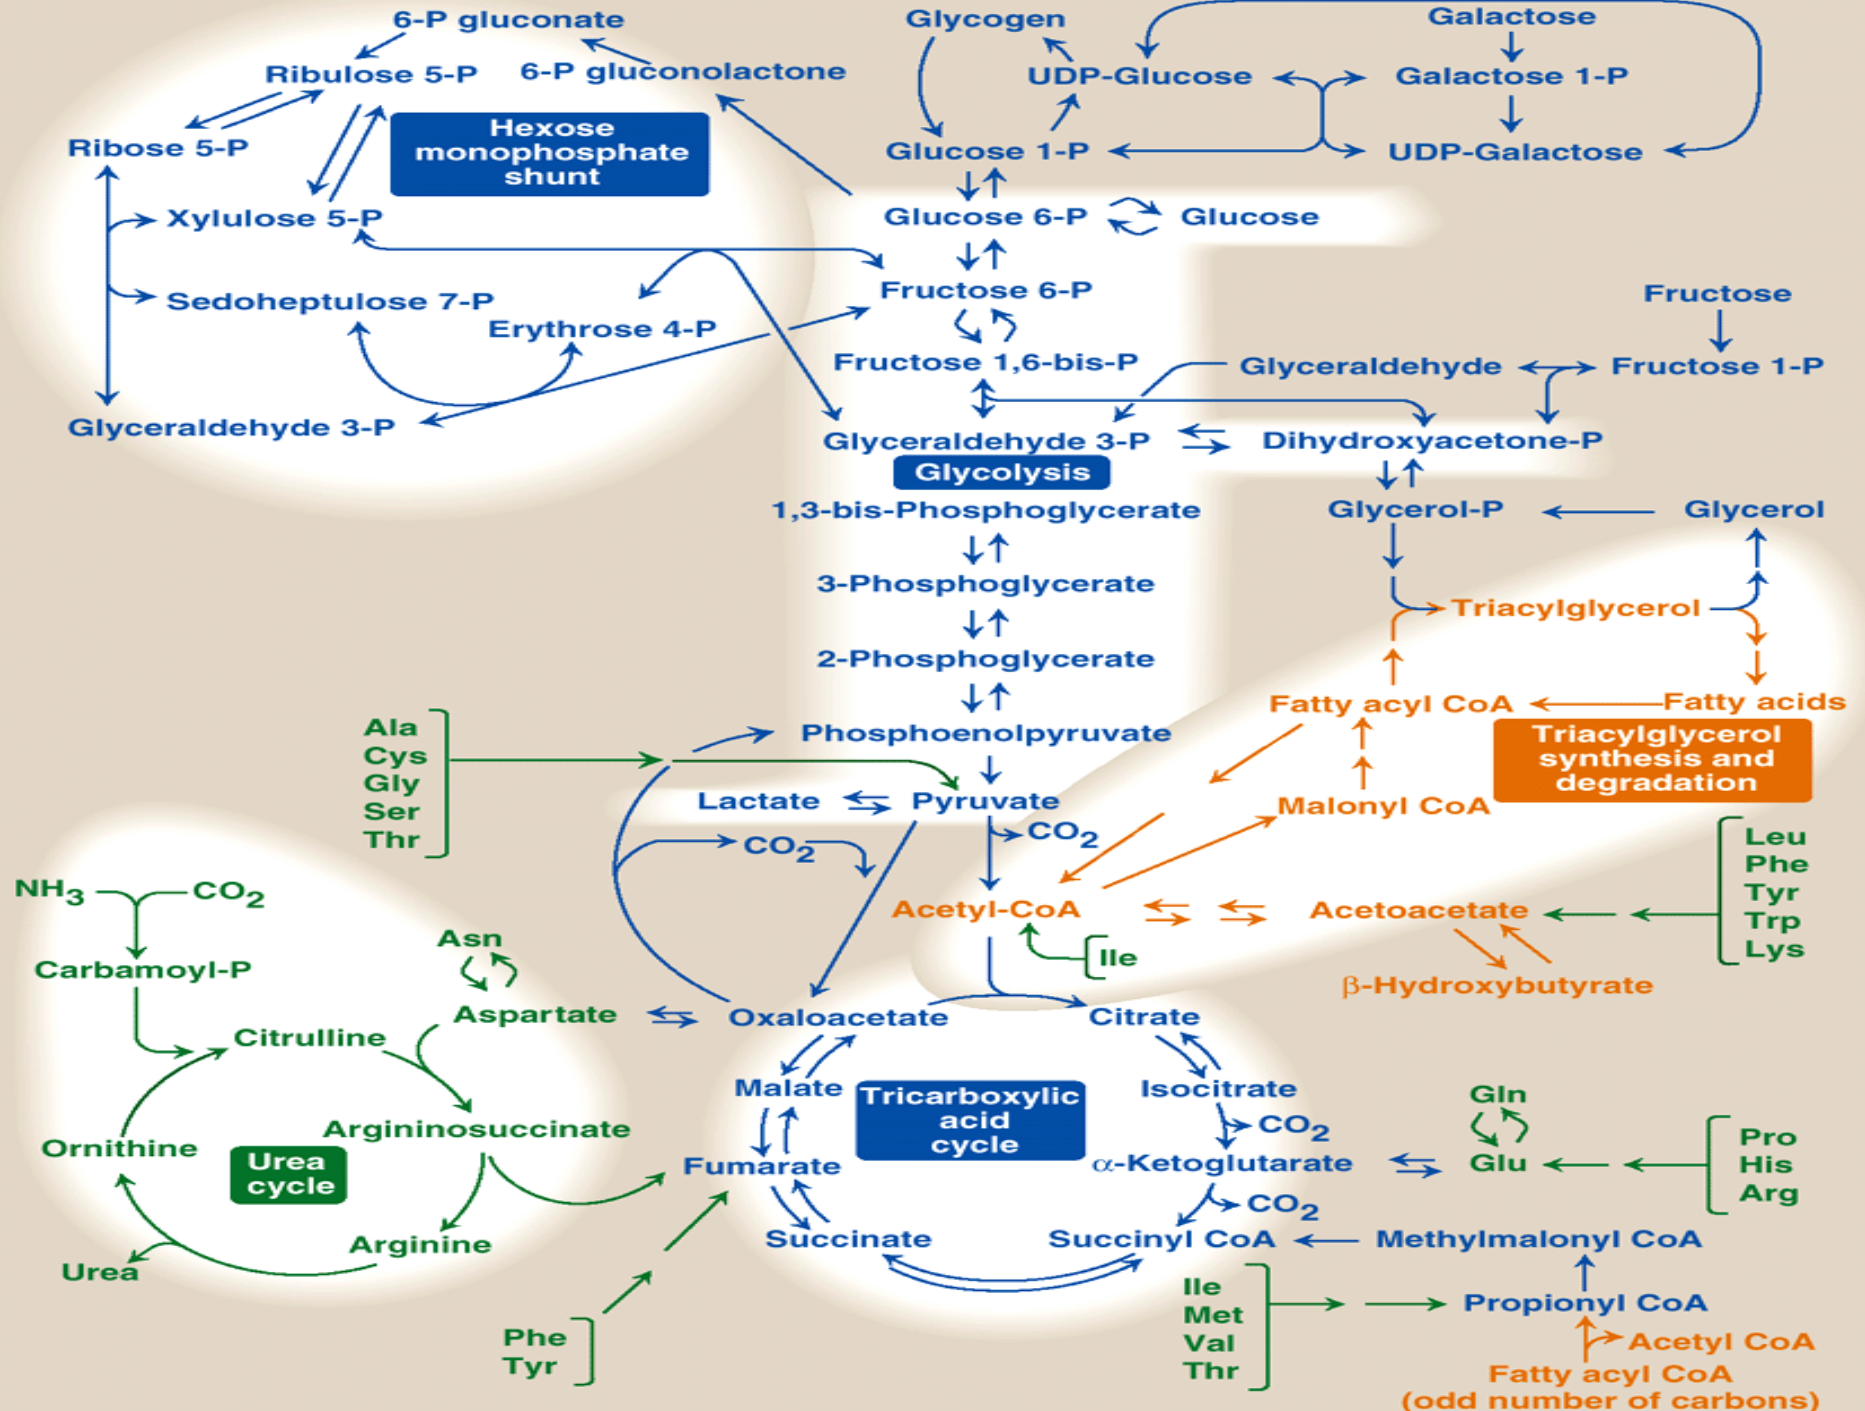 6-P gluconate
Glycogen
Galactose
Ribulose 5-P
6-P gluconolactone
UDP-Glucose
Galactose 1-P
Hexose
monophosphate
shunt
Ribose 5-P
Glucose 1-P
UDP-Galactose
Xylulose 5-P
Glucose 6-P
Glucose
Sedoheptulose 7-P
Erythrose 4-P
Fructose 6-P
Fructose
Fructose 1,6-bis-P
Glyceraldehyde
Fructose 1-P
Glyceraldehyde 3-P
Glyceraldehyde 3-P
Dihydroxyacetone-P
Glycolysis
1,3-bis-Phosphoglycerate
Glycerol-P
Glycerol
3-Phosphoglycerate
Triacylglycerol
2-Phosphoglycerate
Fatty acyl CoA
Fatty acids
Triacylglycerol
synthesis and
degradation
Ala
Cys
Gly
Ser
Thr
Phosphoenolpyruvate
Lactate
Pyruvate
Malonyl CoA
CO2
CO2
Leu
Phe
Tyr
Trp
Lys
NH3
CO2
Acetyl-CoA
Acetoacetate
Ile
β-Hydroxybutyrate
Asn
Carbamoyl-P
Aspartate
Oxaloacetate
Citrate
Citrulline
Malate
Tricarboxylic
acid
cycle
Isocitrate
CO2
Gln
Argininosuccinate
Ornithine
Urea
cycle
Fumarate
α-Ketoglutarate
Glu
Pro
His
Arg
CO2
Arginine
Urea
Succinate
Succinyl CoA
Methylmalonyl CoA
Ile
Met
Val
Thr
Propionyl CoA
Phe
Tyr
Acetyl CoA
Fatty acyl CoA
(odd number of carbons)